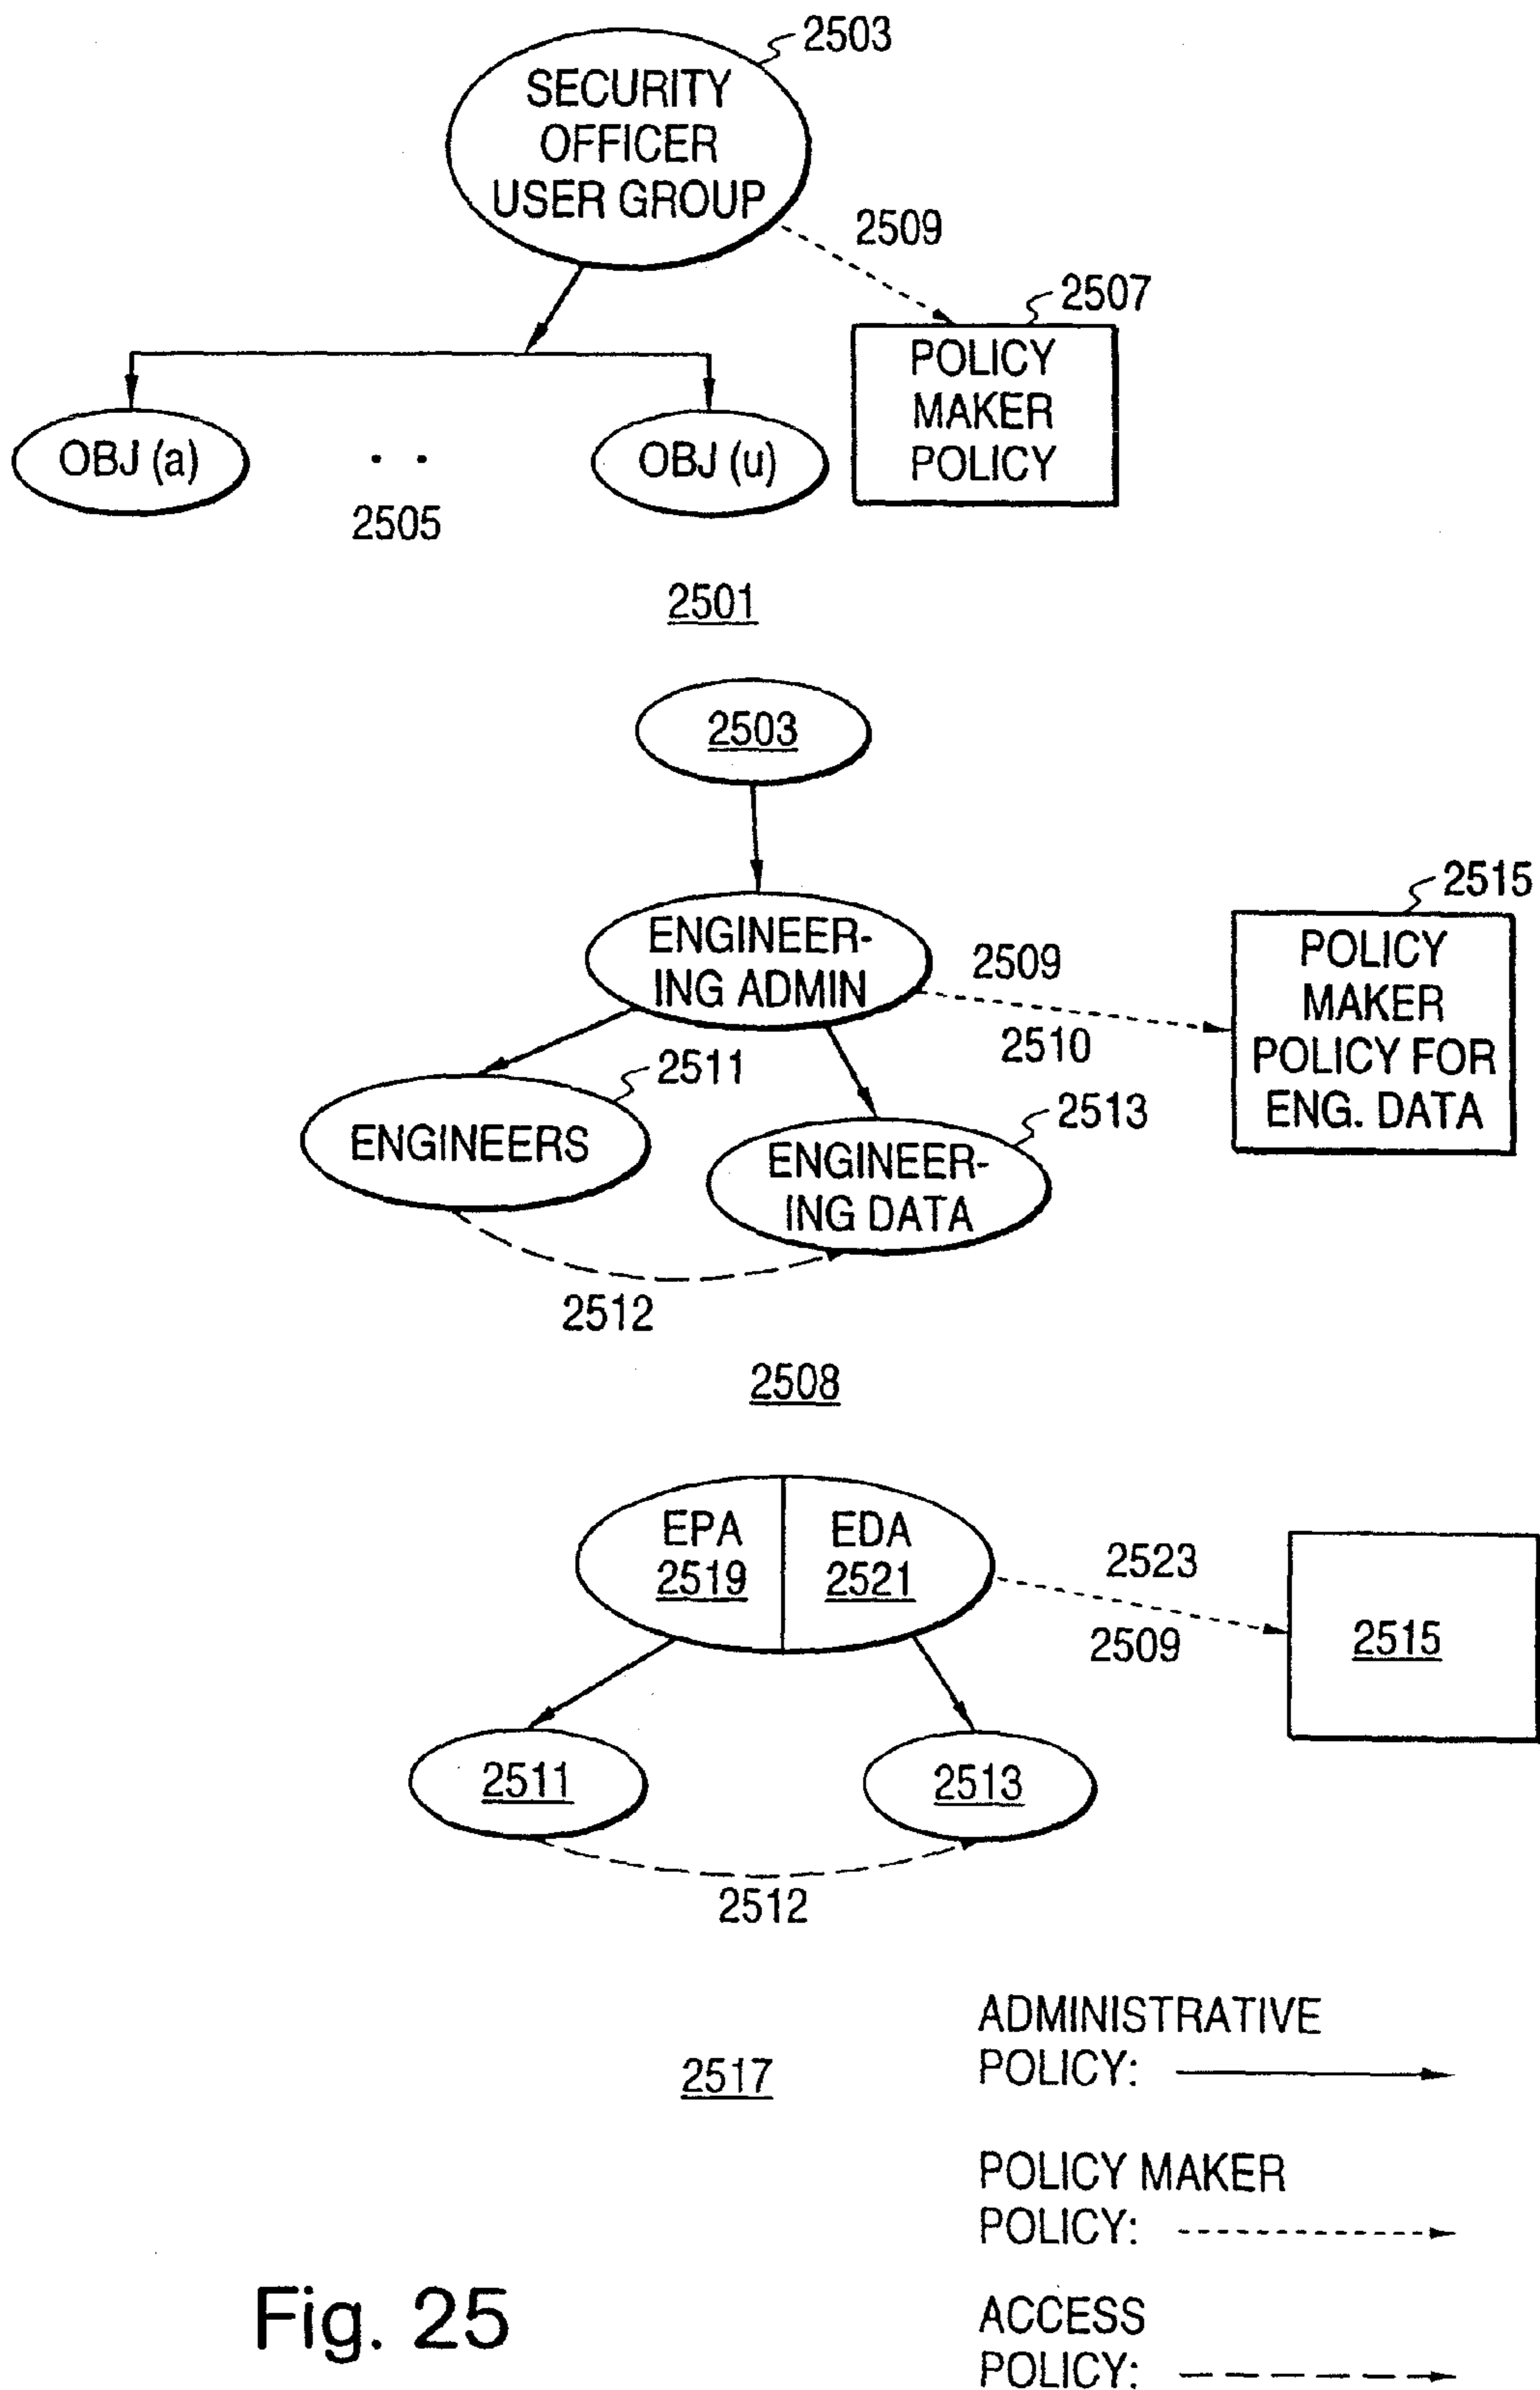 2503
SECURITY
OFFICER
USER GROUP
2509
2507
POLICY
MAKER
POLICY
OBJ (a)
. .
OBJ (u)
2505
2501
2503
2515
ENGINEER-
ING ADMIN
2509
2510
POLICY
MAKER
POLICY FOR
ENG. DATA
2511
ENGINEERS
2513
ENGINEER-
ING DATA
2512
2508
EPA
2519
EDA
2521
2523
2509
2515
2511
2513
2512
2517
ADMINISTRATIVE
POLICY:
POLICY MAKER
POLICY:
ACCESS
POLICY:
Fig. 25